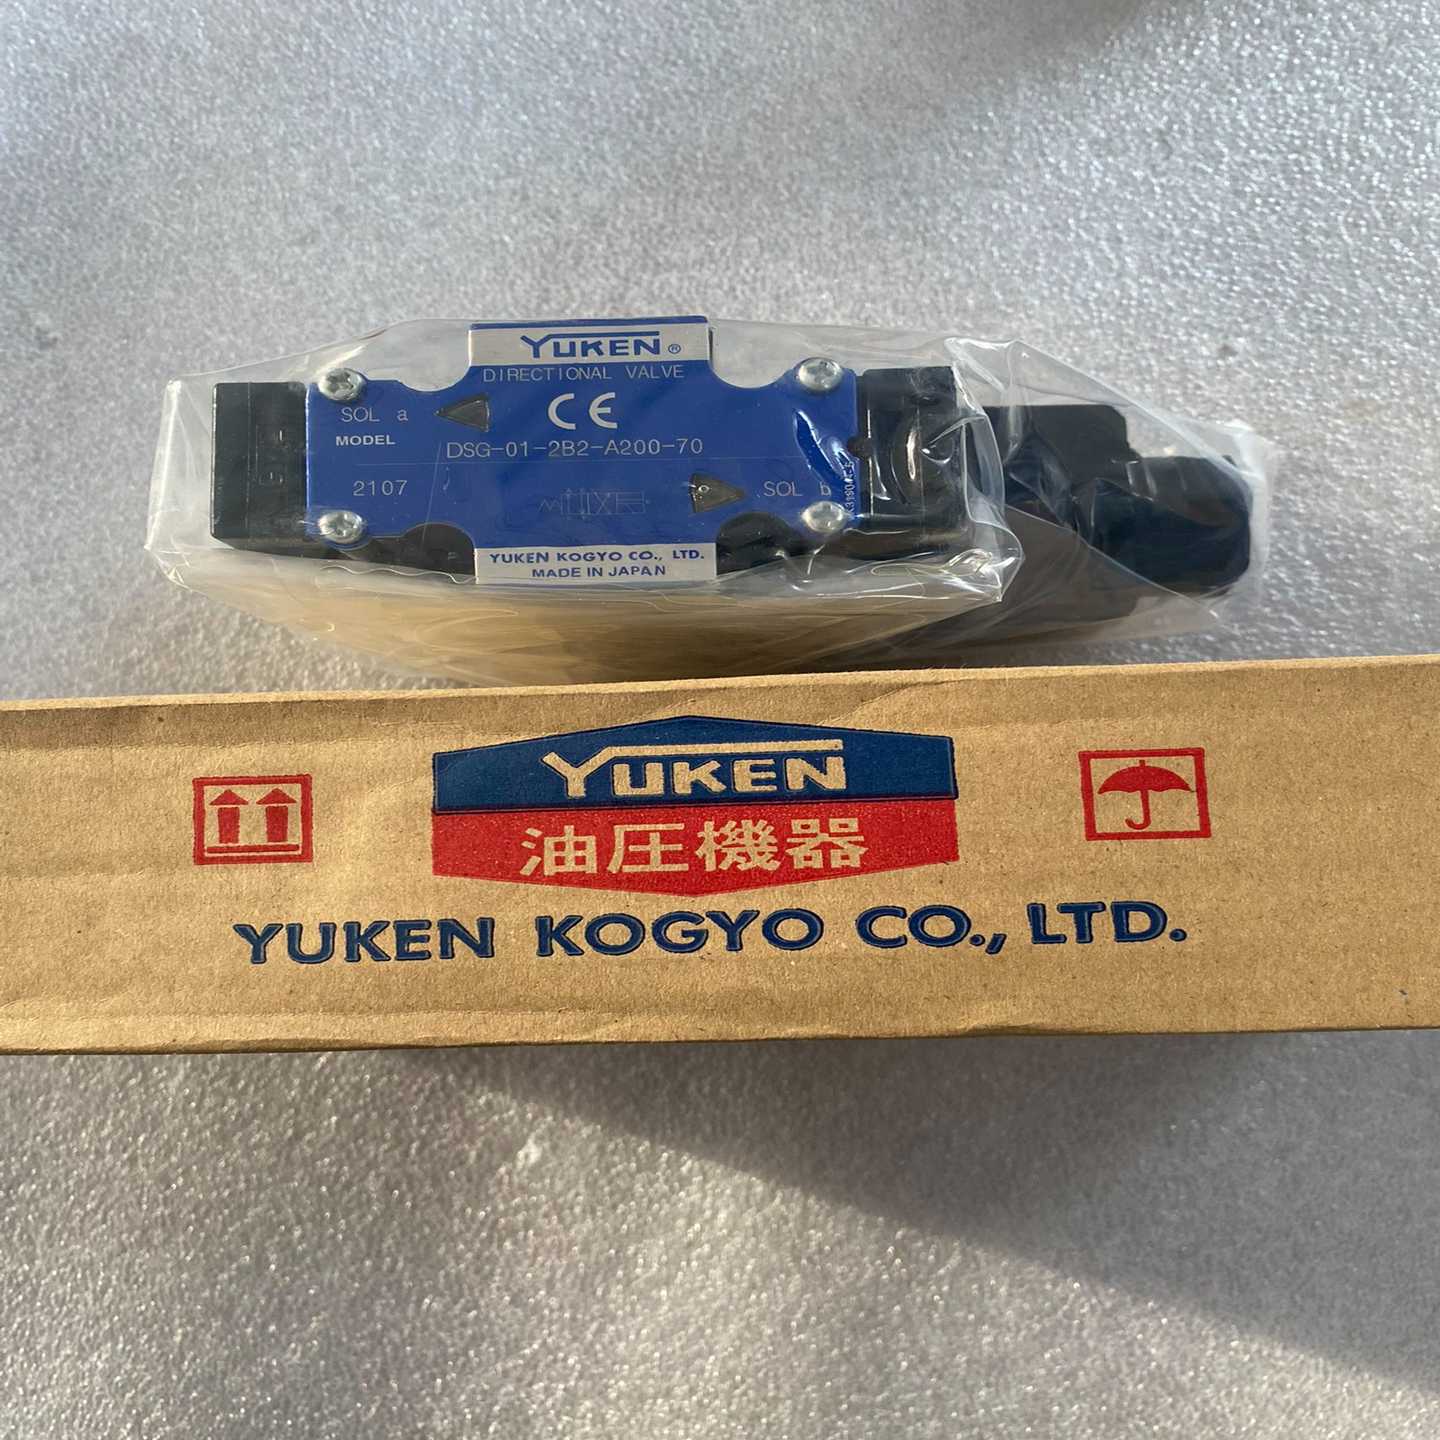 YUKEN®
DIRECTIONAL VALVE
SOL a
CE
MODEL
DSG-01-2B2-A200-70
2107
SOL b
YUKEN KOGYO CO., LTD.
MADE IN JAPAN
YUKEN
油圧機器
YUKEN KOGYO CO., LTD.